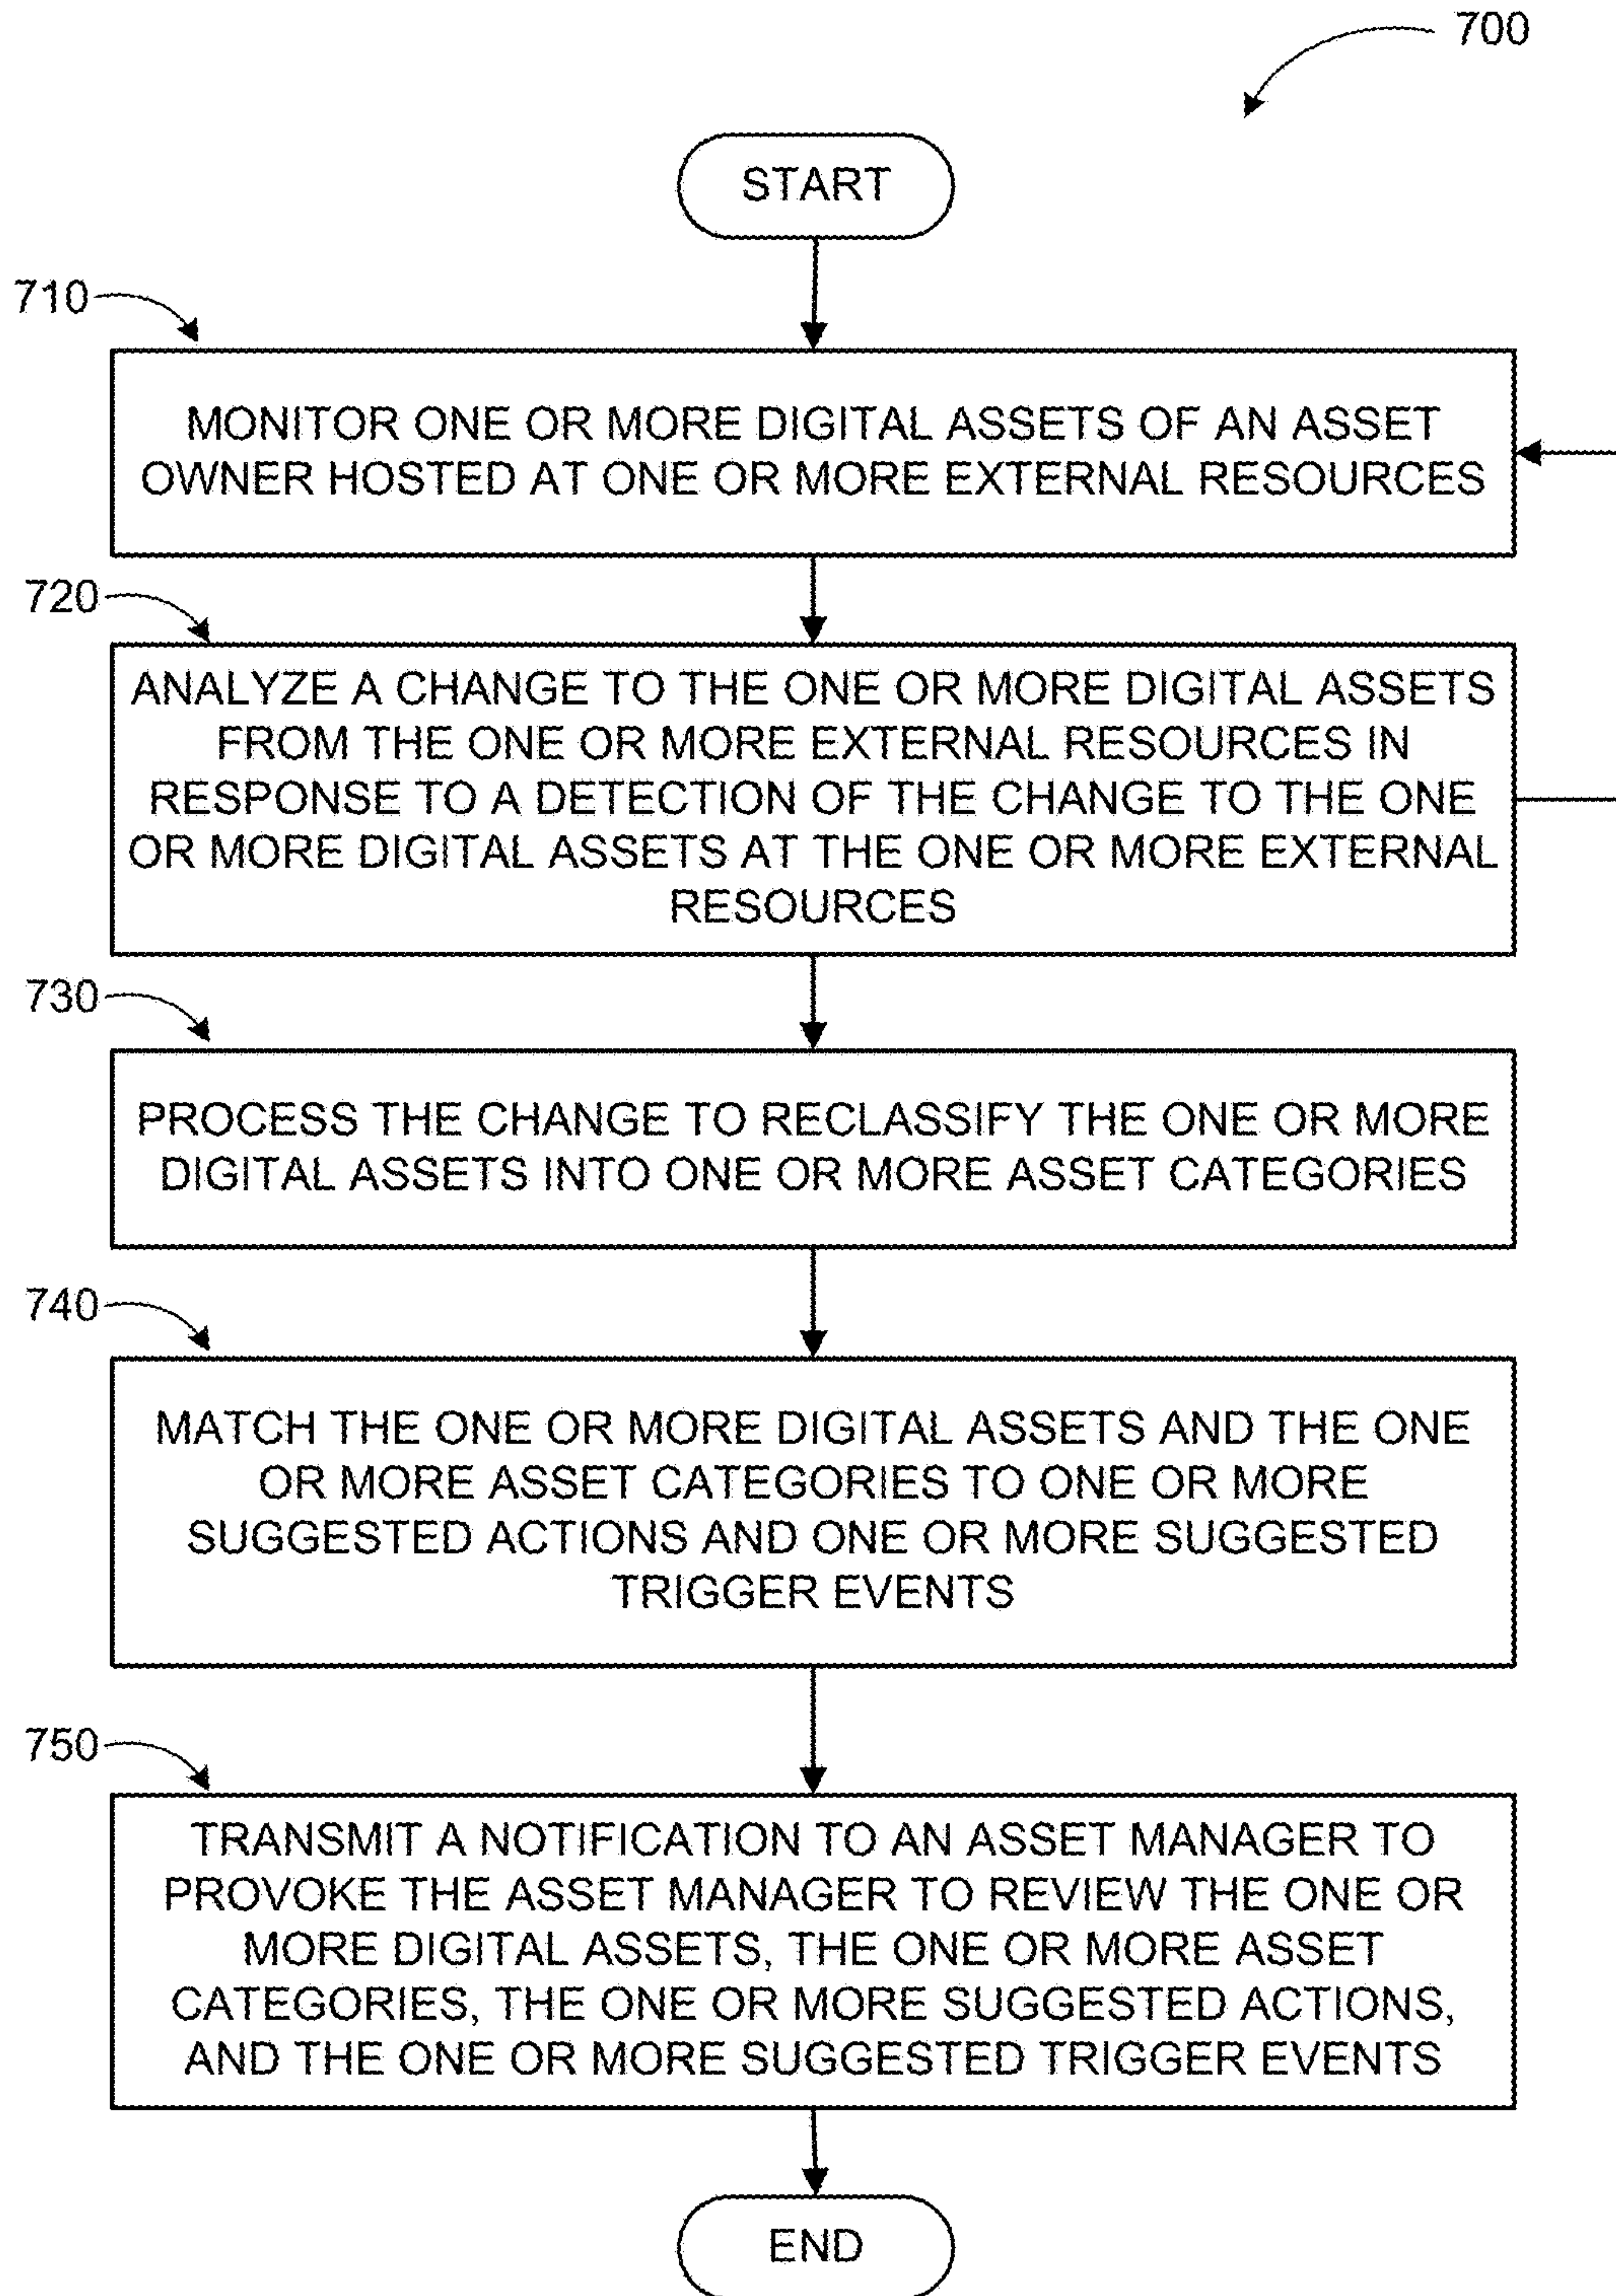 700
START
710
MONITOR ONE OR MORE DIGITAL ASSETS OF AN ASSET
OWNER HOSTED AT ONE OR MORE EXTERNAL RESOURCES
720
ANALYZE A CHANGE TO THE ONE OR MORE DIGITAL ASSETS
FROM THE ONE OR MORE EXTERNAL RESOURCES IN
RESPONSE TO A DETECTION OF THE CHANGE TO THE ONE
OR MORE DIGITAL ASSETS AT THE ONE OR MORE EXTERNAL
RESOURCES
730
PROCESS THE CHANGE TO RECLASSIFY THE ONE OR MORE
DIGITAL ASSETS INTO ONE OR MORE ASSET CATEGORIES
740
MATCH THE ONE OR MORE DIGITAL ASSETS AND THE ONE
OR MORE ASSET CATEGORIES TO ONE OR MORE
SUGGESTED ACTIONS AND ONE OR MORE SUGGESTED
TRIGGER EVENTS
750
TRANSMIT A NOTIFICATION TO AN ASSET MANAGER TO
PROVOKE THE ASSET MANAGER TO REVIEW THE ONE OR
MORE DIGITAL ASSETS, THE ONE OR MORE ASSET
CATEGORIES, THE ONE OR MORE SUGGESTED ACTIONS,
AND THE ONE OR MORE SUGGESTED TRIGGER EVENTS
END